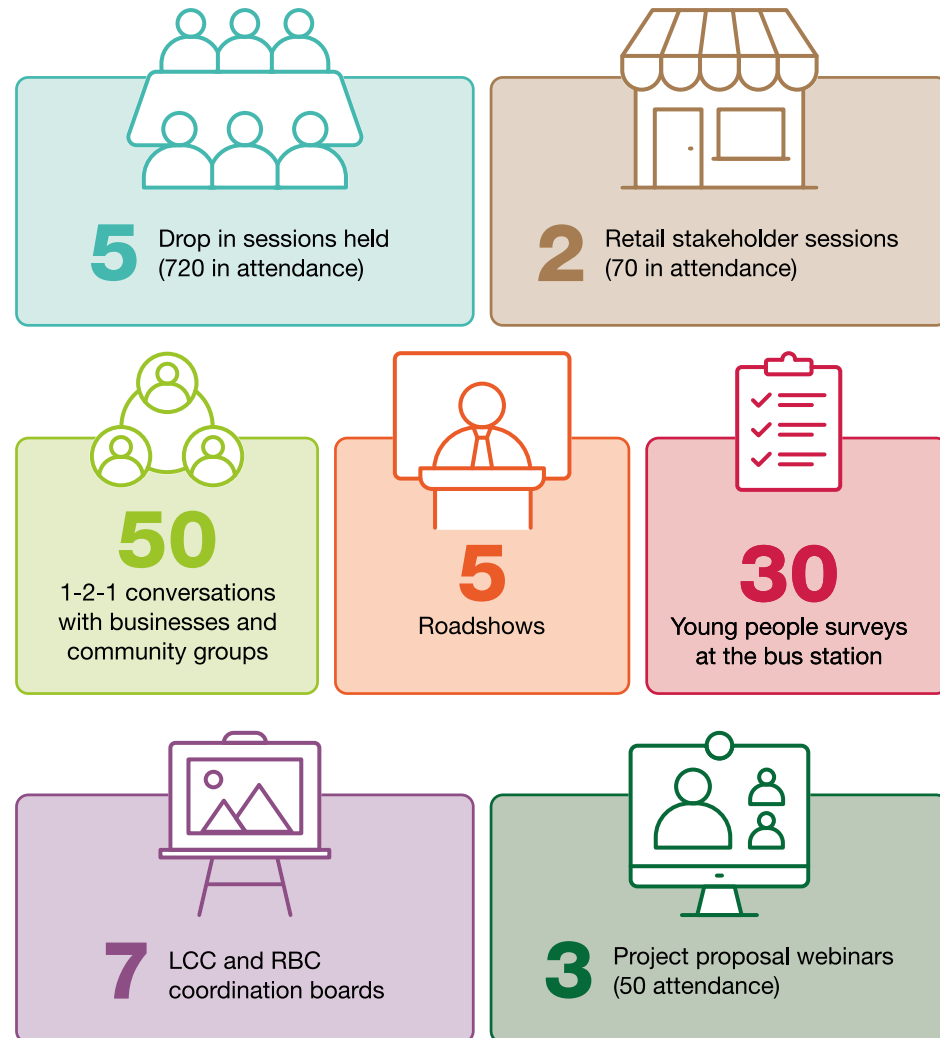 5
Drop in sessions held
(720 in attendance)
2
Retail stakeholder sessions
(70 in attendance)
50
1-2-1 conversations
with businesses and
community groups
5
Roadshows
30
Young people surveys
at the bus station
7
LCC and RBC
coordination boards
3
Project proposal webinars
(50 attendance)